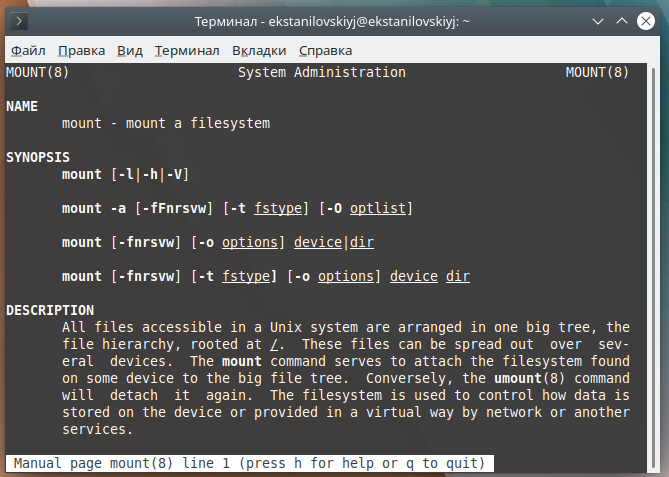 Терминал - ekstanilovskiyj@ekstanilovskiyj: ~
Файл Правка Вид Терминал Вкладки Справка
MOUNT(8) System Administration MOUNT(8)
NAME
mount - mount a filesystem
SYNOPSIS
mount [-l|-h|-V]
mount -a [-fFnrsvw] [-t fstype] [-O optlist]
mount [-fnrsvw] [-o options] device|dir
mount [-fnrsvw] [-t fstype] [-o options] device dir
DESCRIPTION
All files accessible in a Unix system are arranged in one big tree, the
file hierarchy, rooted at /. These files can be spread out over sev-
eral devices. The mount command serves to attach the filesystem found
on some device to the big file tree. Conversely, the umount(8) command
will detach it again. The filesystem is used to control how data is
stored on the device or provided in a virtual way by network or another
services.
Manual page mount(8) line 1 (press h for help or q to quit)